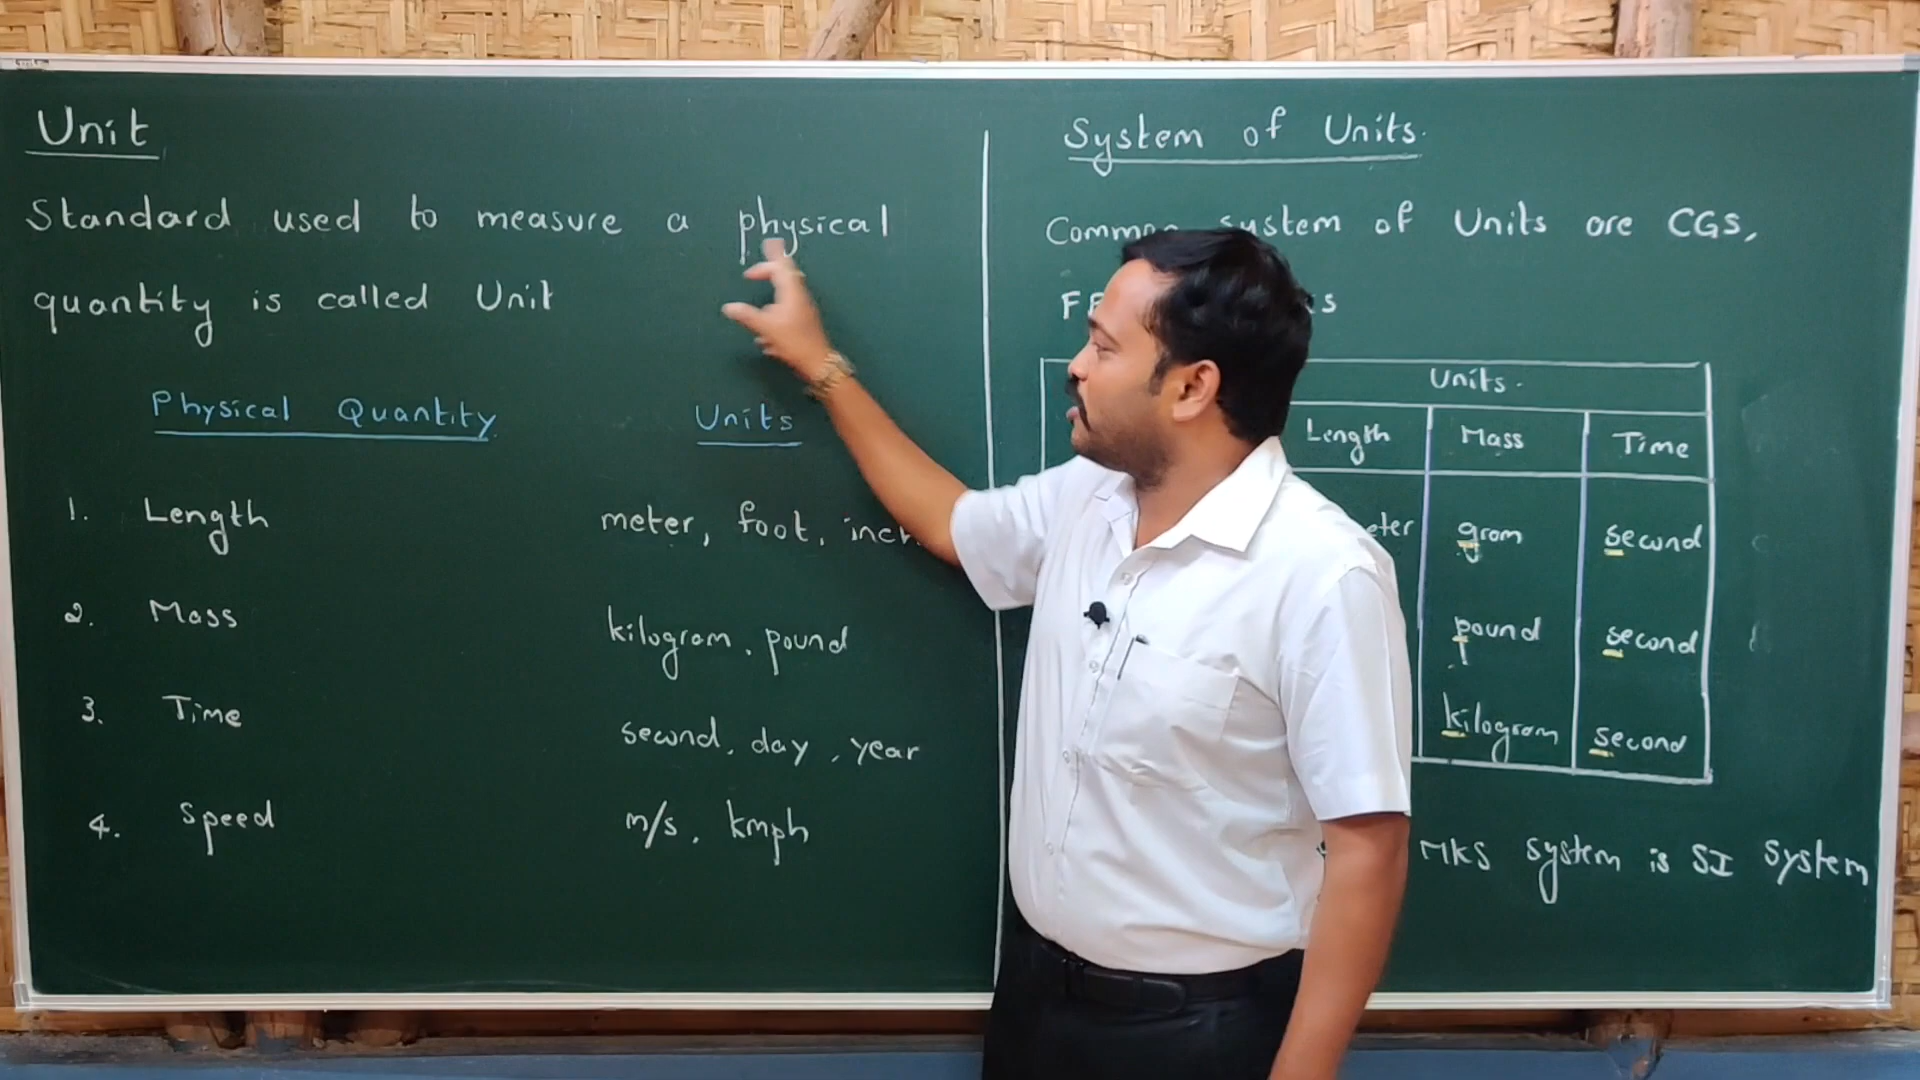 Unit
Standard used to measure a physical
quantity is called Unit
Physical Quantity Units
1. Length meter, foot, inch
2. Mass kilogram, pound
3. Time second, day, year
4. Speed m/s, kmph
System of Units.
Common system of Units are CGS,
Units.
Length Mass Time
gram second
pound second
kilogram second
MKS system is SI system